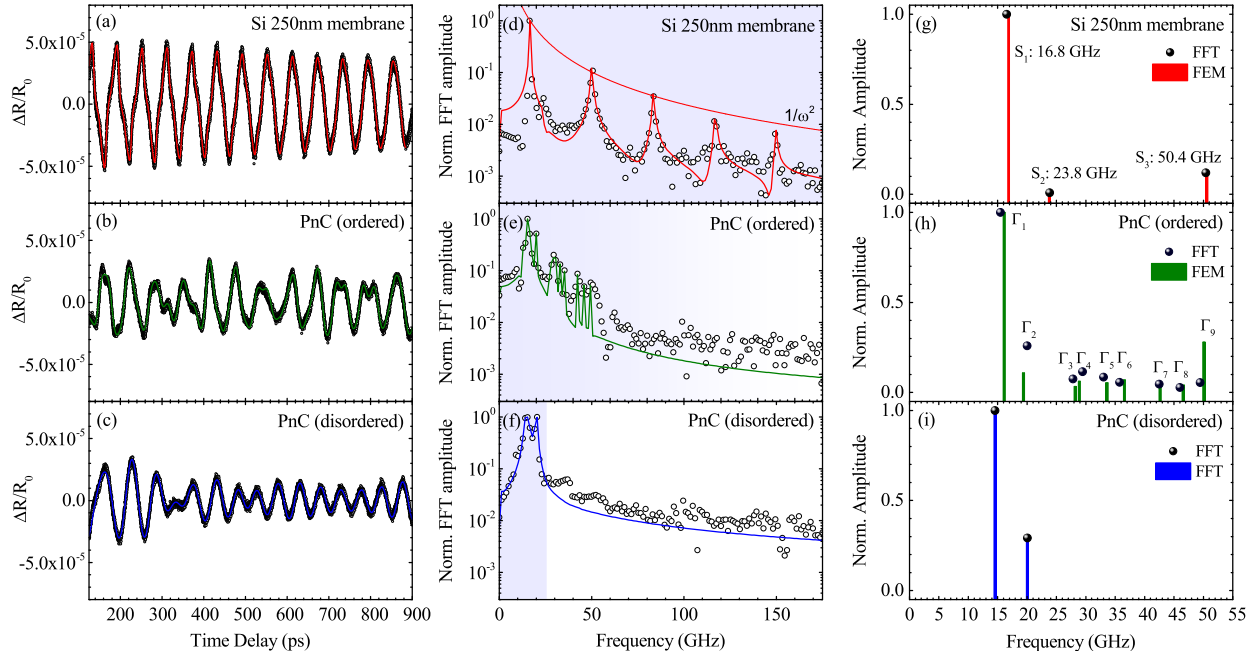 (a) Si 250nm membrane
5.0x10⁻⁵
0.0
-5.0x10⁻⁵
ΔR/R₀
(b) PnC (ordered)
5.0x10⁻⁵
0.0
-5.0x10⁻⁵
ΔR/R₀
(c) PnC (disordered)
5.0x10⁻⁵
0.0
-5.0x10⁻⁵
ΔR/R₀
200 300 400 500 600 700 800 900
Time Delay (ps)
(d) Si 250nm membrane
10⁰
10⁻¹
10⁻²
10⁻³
1/ω²
Norm. FFT amplitude
(e) PnC (ordered)
10⁰
10⁻¹
10⁻²
10⁻³
Norm. FFT amplitude
(f) PnC (disordered)
10⁰
10⁻¹
10⁻²
10⁻³
Norm. FFT amplitude
0 50 100 150
Frequency (GHz)
(g) Si 250nm membrane
1.0
0.5
0.0
Norm. Amplitude
S₁: 16.8 GHz
S₂: 23.8 GHz
S₃: 50.4 GHz
FFT
FEM
(h) PnC (ordered)
1.0
0.5
0.0
Norm. Amplitude
Γ₁
Γ₂
Γ₃ Γ₄ Γ₅ Γ₆ Γ₇ Γ₈ Γ₉
FFT
FEM
(i) PnC (disordered)
1.0
0.5
0.0
Norm. Amplitude
FFT
FFT
0 5 10 15 20 25 30 35 40 45 50 55
Frequency (GHz)